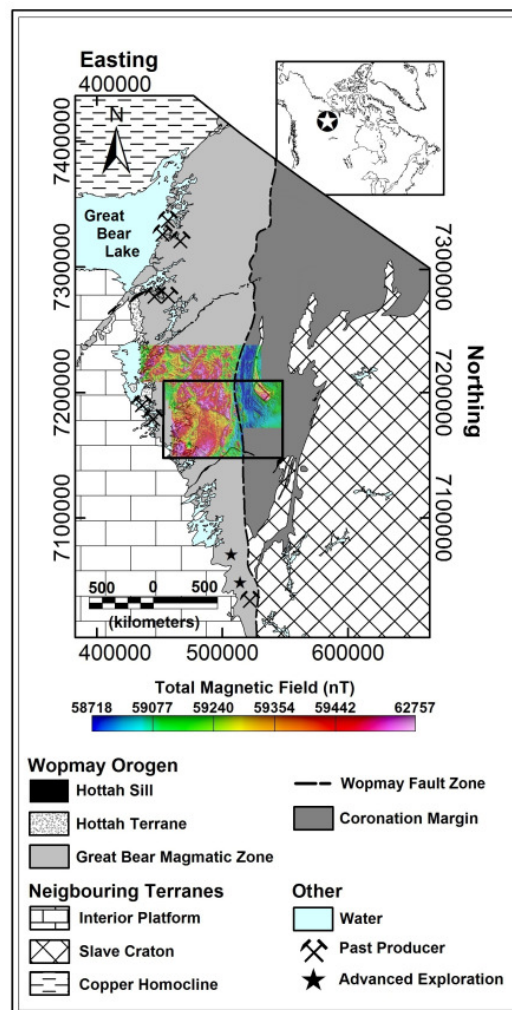 Easting
400000
N
7400000
Great
Bear
Lake
7300000
7300000
7200000
7200000
Northing
7100000
7100000
500 0 500
(kilometers)
400000 500000 600000
Total Magnetic Field (nT)
58718 59077 59240 59354 59442 62757
Wopmay Orogen
Hottah Sill
Hottah Terrane
Great Bear Magmatic Zone
Wopmay Fault Zone
Coronation Margin
Neigbouring Terranes
Interior Platform
Slave Craton
Copper Homocline
Other
Water
Past Producer
Advanced Exploration